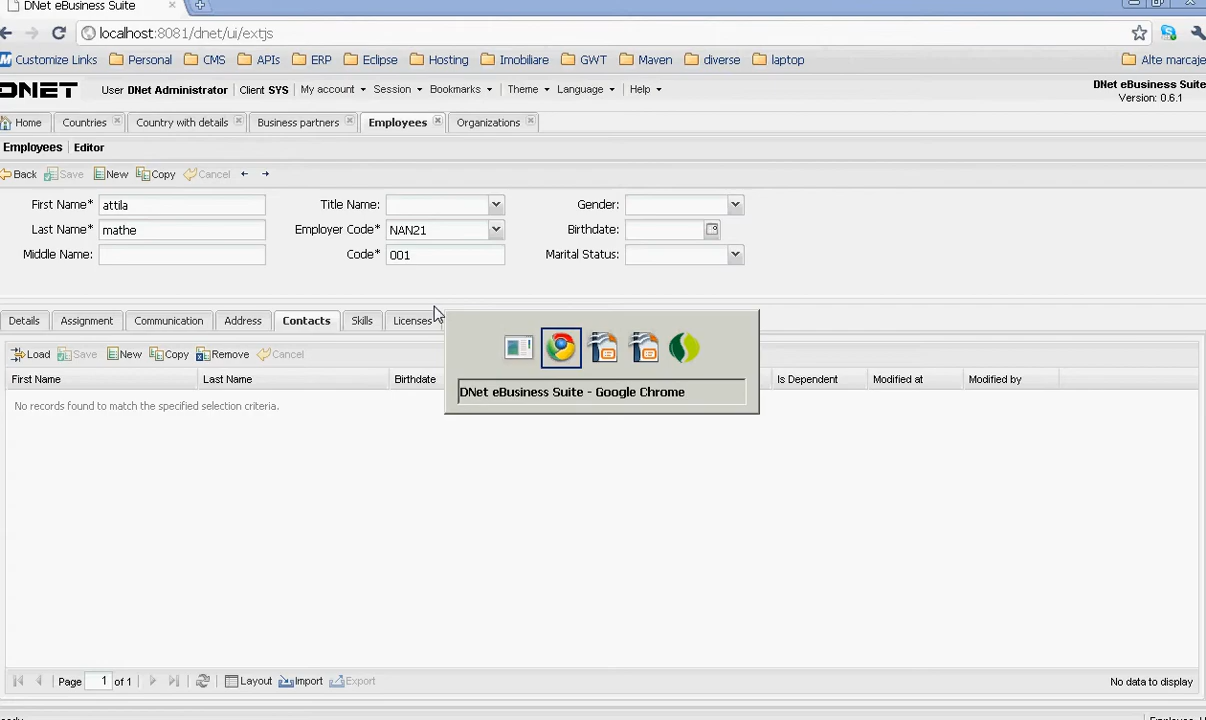 DNet eBusiness Suite
localhost:8081/dnet/ui/extjs
Customize Links Personal CMS APIs ERP Eclipse Hosting Imobiliare GWT Maven diverse laptop Alte marcaje
DNET User DNet Administrator Client SYS My account Session Bookmarks Theme Language Help DNet eBusiness Suite
Version: 0.6.1
Home Countries Country with details Business partners Employees Organizations
Employees Editor
Back Save New Copy Cancel
First Name* attila Title Name: Gender:
Last Name* mathe Employer Code* NAN21 Birthdate:
Middle Name: Code* 001 Marital Status:
Details Assignment Communication Address Contacts Skills Licenses
Load Save New Copy Remove Cancel
First Name Last Name Birthdate Is Dependent Modified at Modified by
DNet eBusiness Suite - Google Chrome
No records found to match the specified selection criteria.
Page 1 of 1 Layout Import Export No data to display